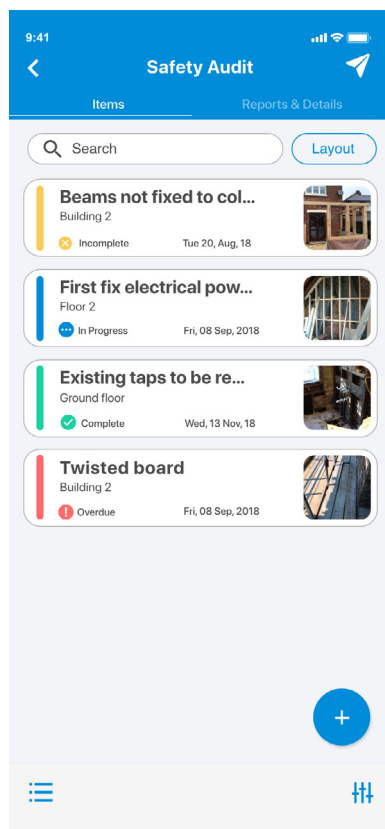 9:41
Safety Audit
Items
Reports & Details
Search
Layout
Beams not fixed to col...
Building 2
Incomplete
Tue 20, Aug, 18
First fix electrical pow...
Floor 2
In Progress
Fri, 08 Sep, 2018
Existing taps to be re...
Ground floor
Complete
Wed, 13 Nov, 18
Twisted board
Building 2
Overdue
Fri, 08 Sep, 2018